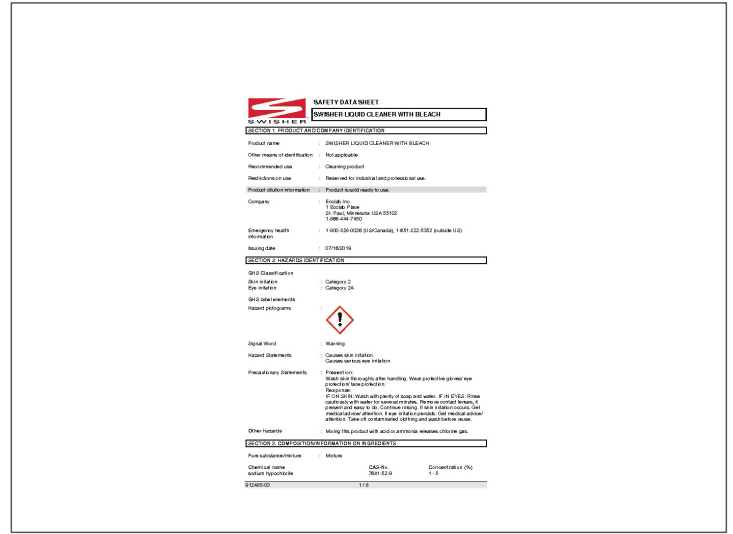 SWISHER
SAFETY DATA SHEET
SWISHER LIQUID CLEANER WITH BLEACH
SECTION 1. PRODUCT AND COMPANY IDENTIFICATION
Product name : SWISHER LIQUID CLEANER WITH BLEACH
Other means of identification : Not applicable
Recommended use : Cleaning product
Restrictions on use : Reserved for industrial and professional use.
Product dilution information : Product is sold ready to use.
Company : Ecolab Inc.
1 Ecolab Place
St. Paul, Minnesota USA 55102
1-866-444-7450
Emergency health information : 1-800-328-0026 (US/Canada), 1-651-222-5352 (outside US)
Issuing date : 07/16/2019
SECTION 2. HAZARDS IDENTIFICATION
GHS Classification
Skin irritation : Category 2
Eye irritation : Category 2A
GHS label elements
Hazard pictograms :
Signal Word : Warning
Hazard Statements : Causes skin irritation.
Causes serious eye irritation.
Precautionary Statements : Prevention:
Wash skin thoroughly after handling. Wear protective gloves/ eye
protection/ face protection.
Response:
IF ON SKIN: Wash with plenty of soap and water. IF IN EYES: Rinse
cautiously with water for several minutes. Remove contact lenses, if
present and easy to do. Continue rinsing. If skin irritation occurs: Get
medical advice/ attention. If eye irritation persists: Get medical advice/
attention. Take off contaminated clothing and wash before reuse.
Other hazards : Mixing this product with acid or ammonia releases chlorine gas.
SECTION 3. COMPOSITION/INFORMATION ON INGREDIENTS
Pure substance/mixture : Mixture
Chemical name CAS-No. Concentration (%)
sodium hypochlorite 7681-52-9 1 - 5
912486-03 1 / 8